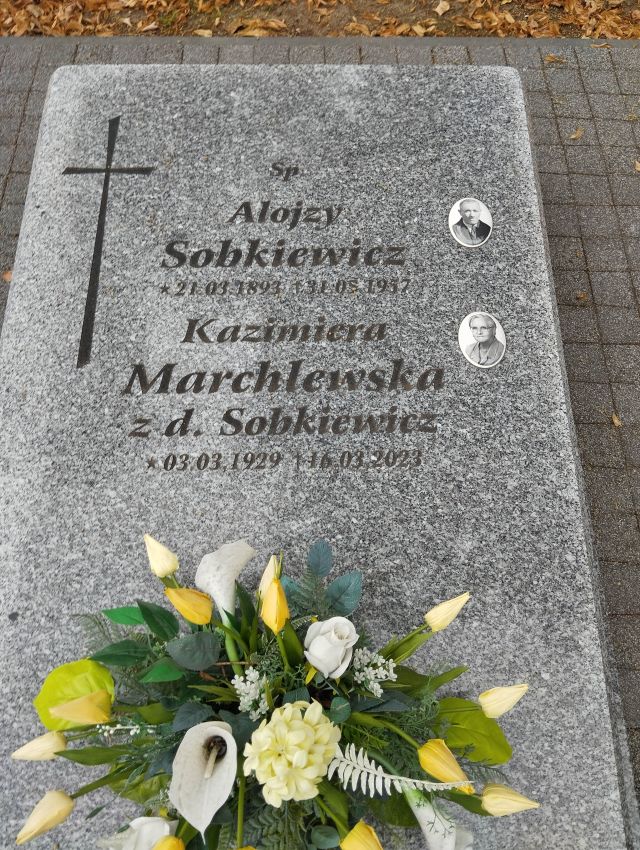 Sp
Alojzy
Sobkiewicz
★21.03.1893 †31.05.1957
Kazimiera
Marchlewska
z d. Sobkiewicz
★03.03.1929 †16.03.2023